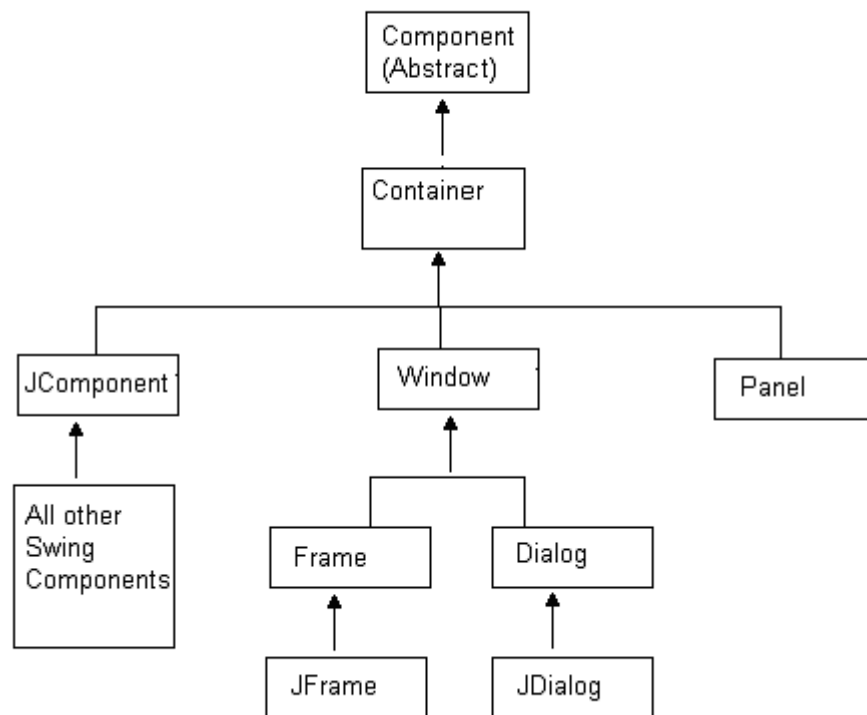 Component
(Abstract)
Container
JComponent
Window
Panel
All other
Swing
Components
Frame
Dialog
JFrame
JDialog